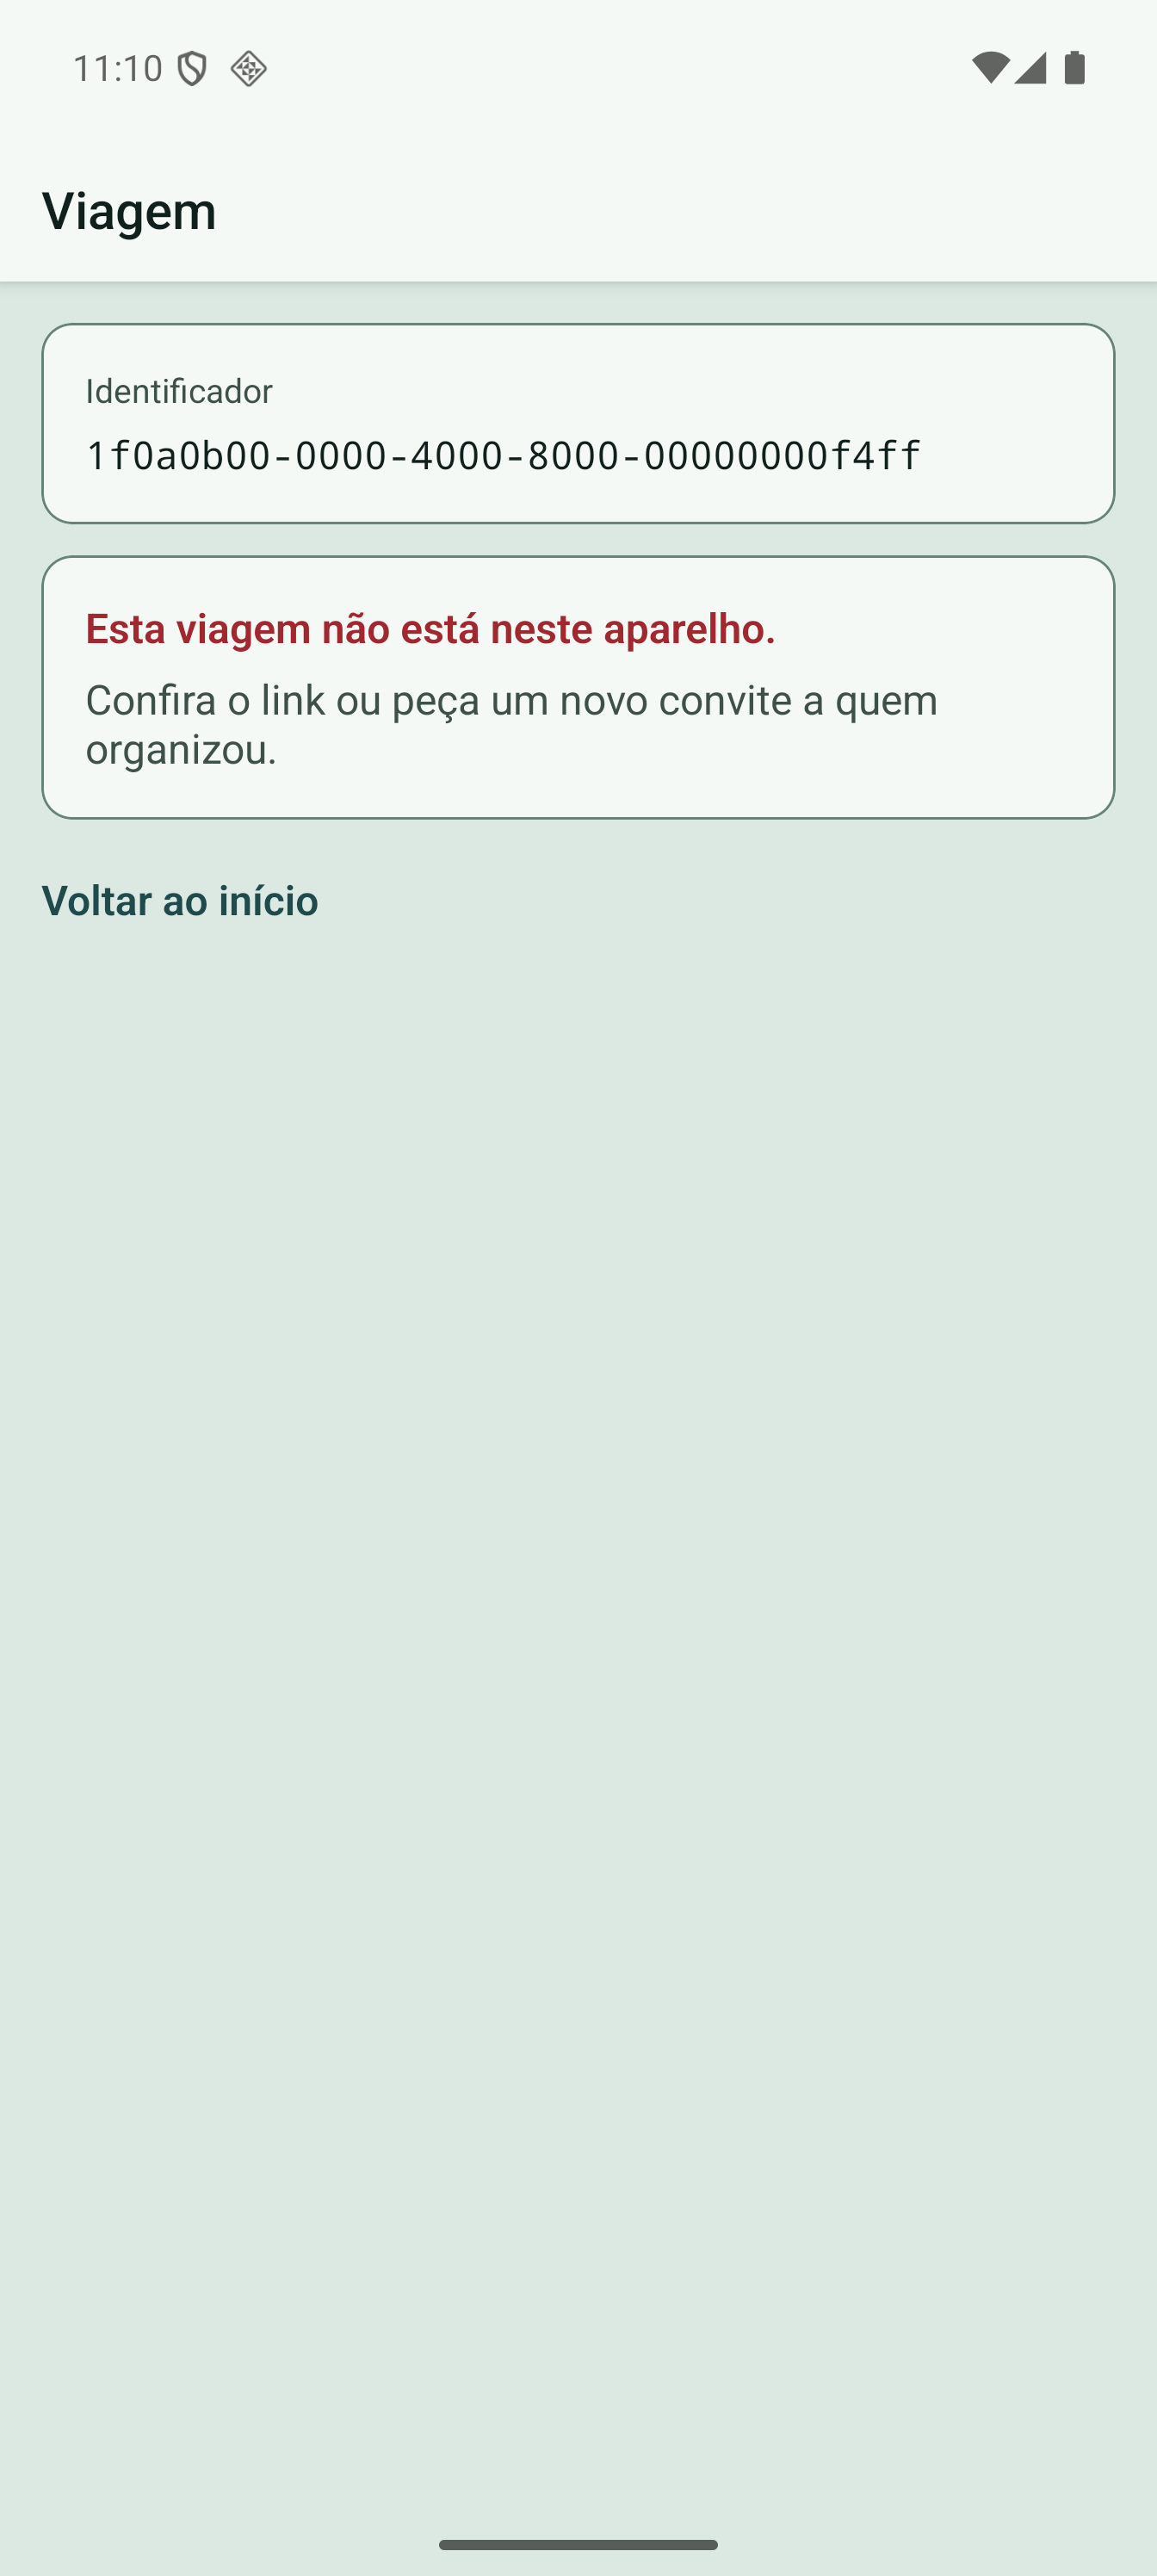 11:10
Viagem
Identificador
1f0a0b00-0000-4000-8000-00000000f4ff
Esta viagem não está neste aparelho.
Confira o link ou peça um novo convite a quem
organizou.
Voltar ao início